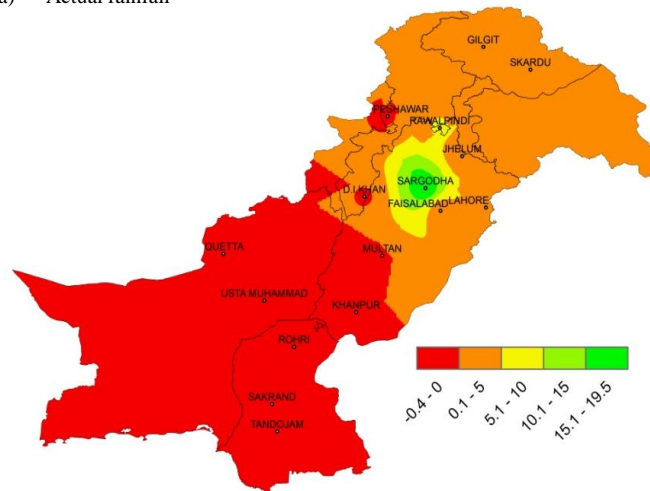 a) Actual rainfall
GILGIT
SKARDU
PESHAWAR
RAWALPINDI
JHELUM
SARGODHA
D.I.KHAN
FAISALABAD
LAHORE
QUETTA
MULTAN
USTA MUHAMMAD
KHANPUR
ROHRI
SAKRAND
TANDOJAM
-0.4 - 0
0.1 - 5
5.1 - 10
10.1 - 15
15.1 - 19.5